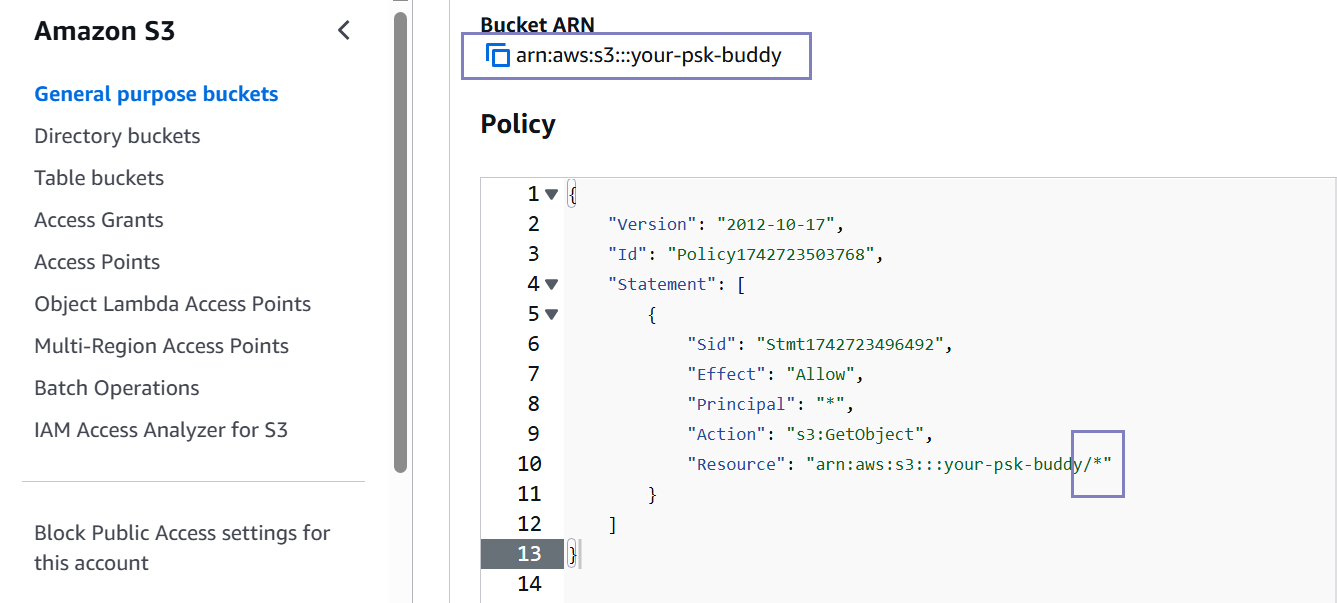 Amazon S3
General purpose buckets
Directory buckets
Table buckets
Access Grants
Access Points
Object Lambda Access Points
Multi-Region Access Points
Batch Operations
IAM Access Analyzer for S3
Block Public Access settings for
this account
Bucket ARN
arn:aws:s3:::your-psk-buddy
Policy
1 {
2 "Version": "2012-10-17",
3 "Id": "Policy1742723503768",
4 "Statement": [
5 {
6 "Sid": "Stmt1742723496492",
7 "Effect": "Allow",
8 "Principal": "*",
9 "Action": "s3:GetObject",
10 "Resource": "arn:aws:s3:::your-psk-buddy/*"
11 }
12 ]
13 }
14